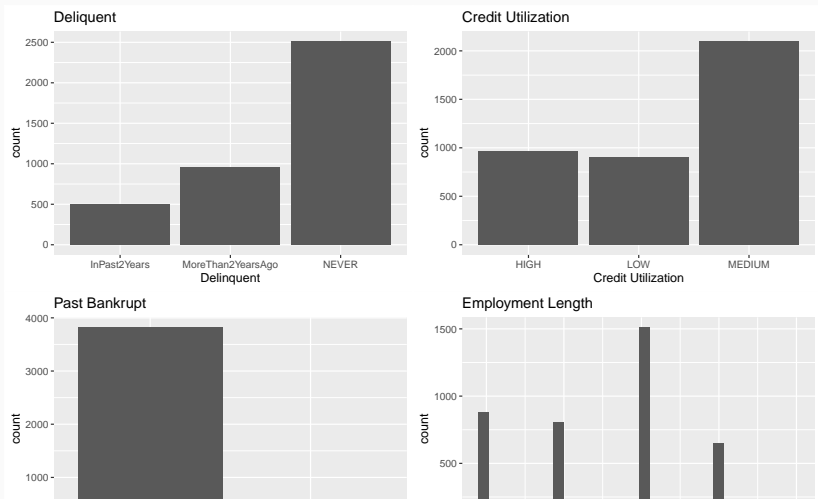 Deliquent
count
2500
2000
1500
1000
500
0
InPast2Years MoreThan2YearsAgo NEVER
Delinquent
Credit Utilization
count
2000
1500
1000
500
0
HIGH LOW MEDIUM
Credit Utilization
Past Bankrupt
count
4000
3000
2000
1000
Employment Length
count
1500
1000
500